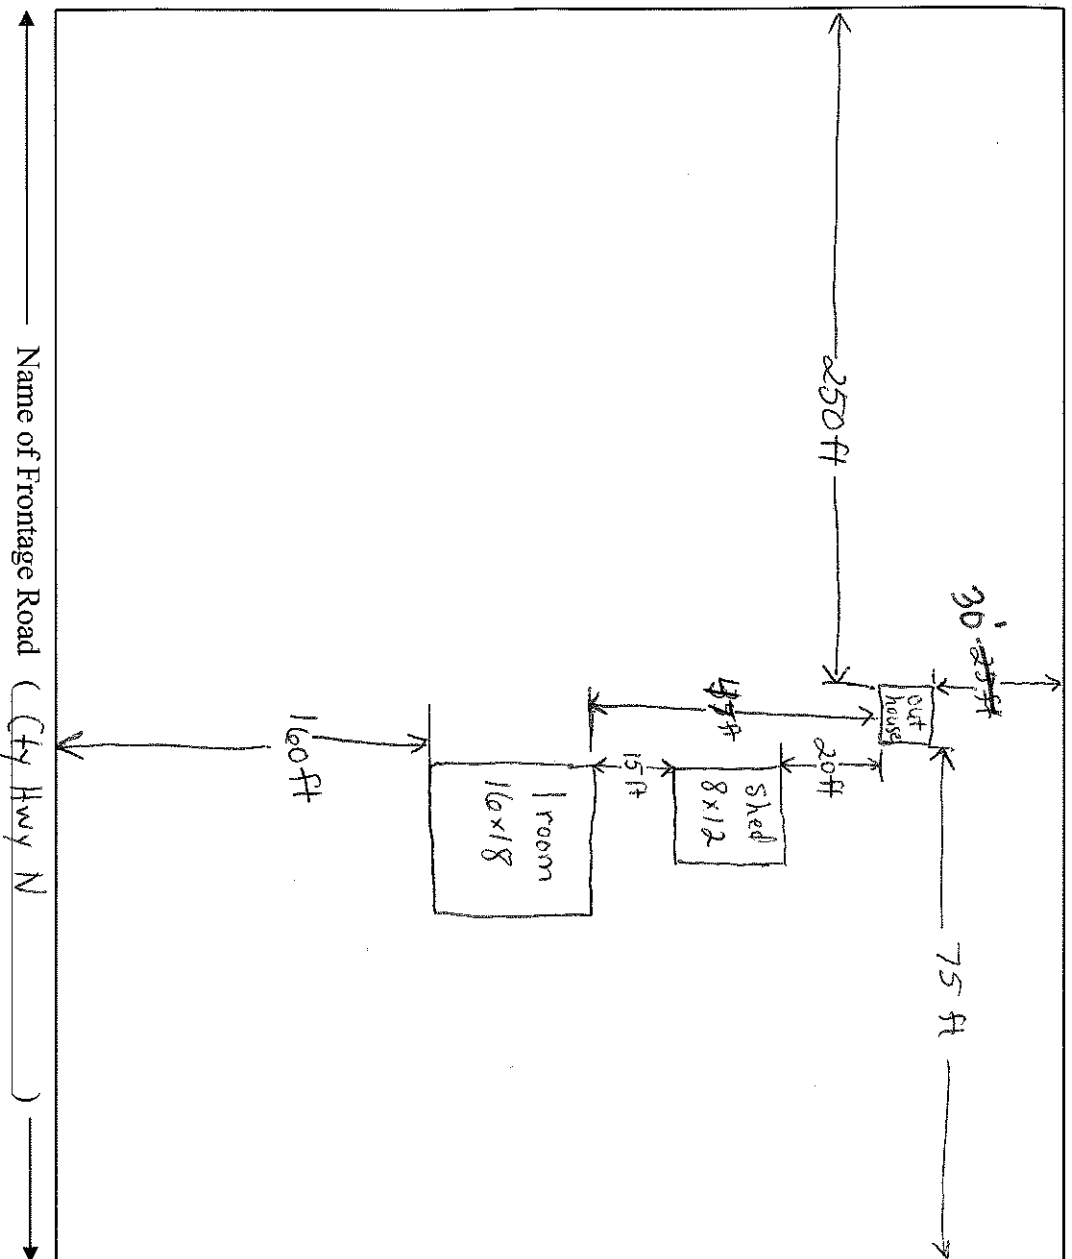 30'
75 ft
out
house
250 ft
20 ft
ft
Shed
8x12
15 ft
1 room
16x18
160 ft
Name of Frontage Road ( Cty Hwy N )